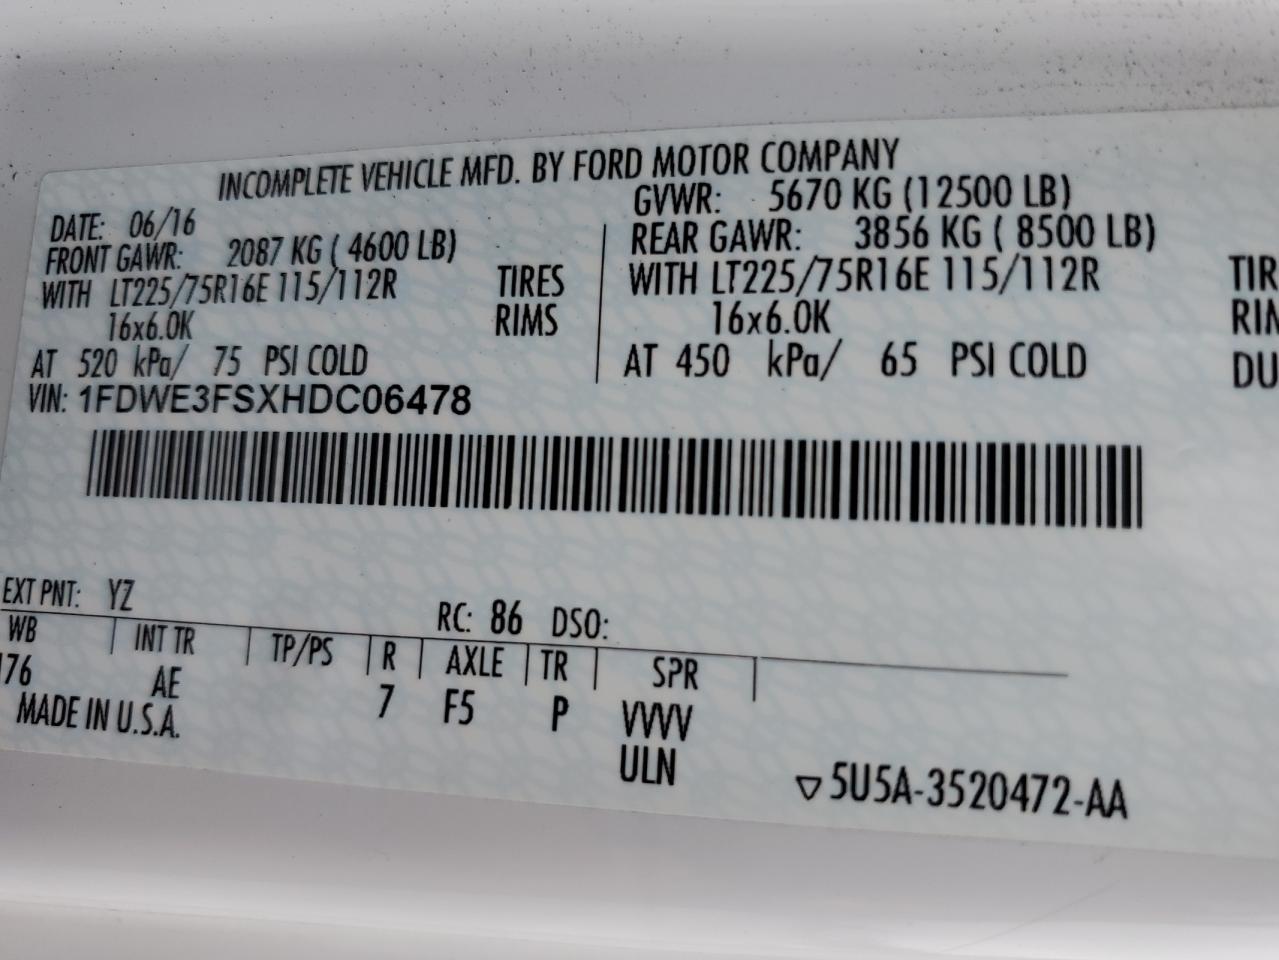 INCOMPLETE VEHICLE MFD. BY FORD MOTOR COMPANY
DATE: 06/16 GVWR: 5670 KG (12500 LB)
FRONT GAWR: 2087 KG ( 4600 LB) REAR GAWR: 3856 KG ( 8500 LB)
WITH LT225/75R16E 115/112R TIRES WITH LT225/75R16E 115/112R TIR
16x6.0K RIMS 16x6.0K RIM
AT 520 kPa/ 75 PSI COLD AT 450 kPa/ 65 PSI COLD DU
VIN: 1FDWE3FSXHDC06478
EXT PNT: YZ RC: 86 DSO:
WB INT TR TP/PS R AXLE TR SPR
176 AE 7 F5 P VVVV
MADE IN U.S.A. ULN
5U5A-3520472-AA